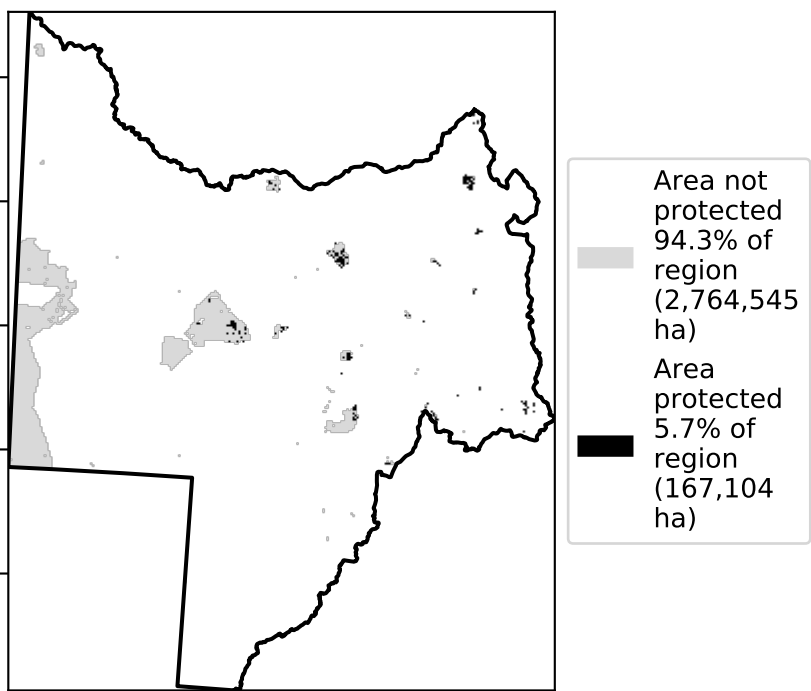 Area not
protected
94.3% of
region
(2,764,545
ha)
Area
protected
5.7% of
region
(167,104
ha)